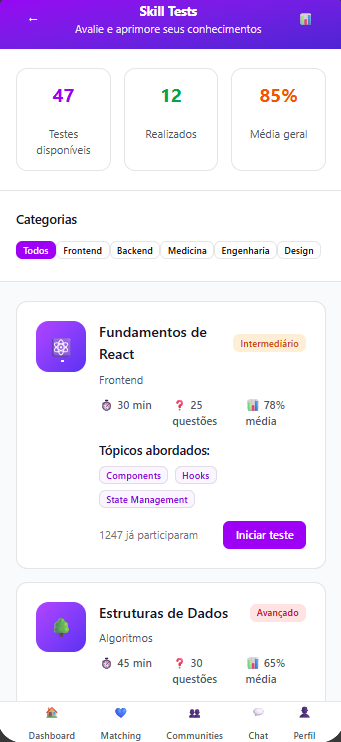 ←
Skill Tests
Avalie e aprimore seus conhecimentos
47
Testes
disponíveis
12
Realizados
85%
Média geral
Categorias
Todos Frontend Backend Medicina Engenharia Design
Fundamentos de
React
Intermediário
Frontend
30 min
25
questões
78%
média
Tópicos abordados:
Components Hooks
State Management
1247 já participaram
Iniciar teste
Estruturas de Dados
Avançado
Algoritmos
45 min
30
questões
65%
média
Dashboard Matching Communities Chat Perfil